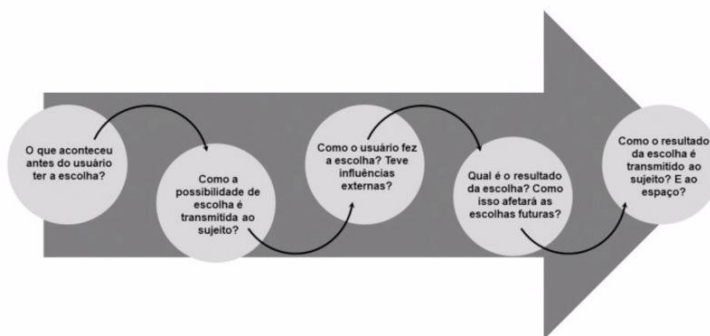 O que aconteceu
antes do usuário
ter a escolha?
Como a
possibilidade de
escolha é
transmitida ao
sujeito?
Como o usuário fez
a escolha? Teve
influências
externas?
Qual é o resultado
da escolha? Como
isso afetará as
escolhas futuras?
Como o resultado
da escolha é
transmitido ao
sujeito? E ao
espaço?